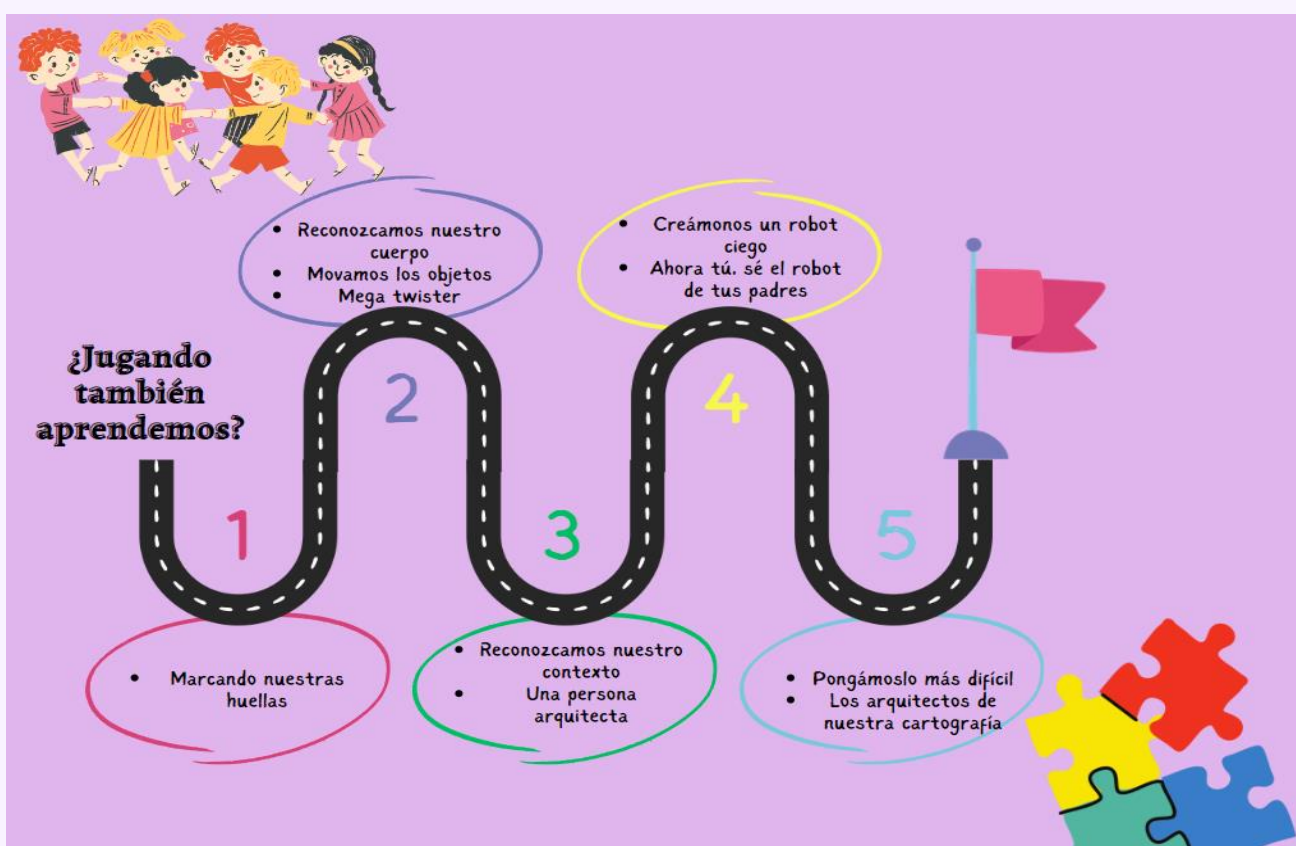 ¿Jugando
también
aprendemos?
1
• Marcando nuestras
huellas
2
• Reconozcamos nuestro
cuerpo
• Movamos los objetos
• Mega twister
3
• Reconozcamos nuestro
contexto
• Una persona
arquitecta
4
• Creámonos un robot
ciego
• Ahora tú. sé el robot
de tus padres
5
• Pongámoslo más difícil
• Los arquitectos de
nuestra cartografía